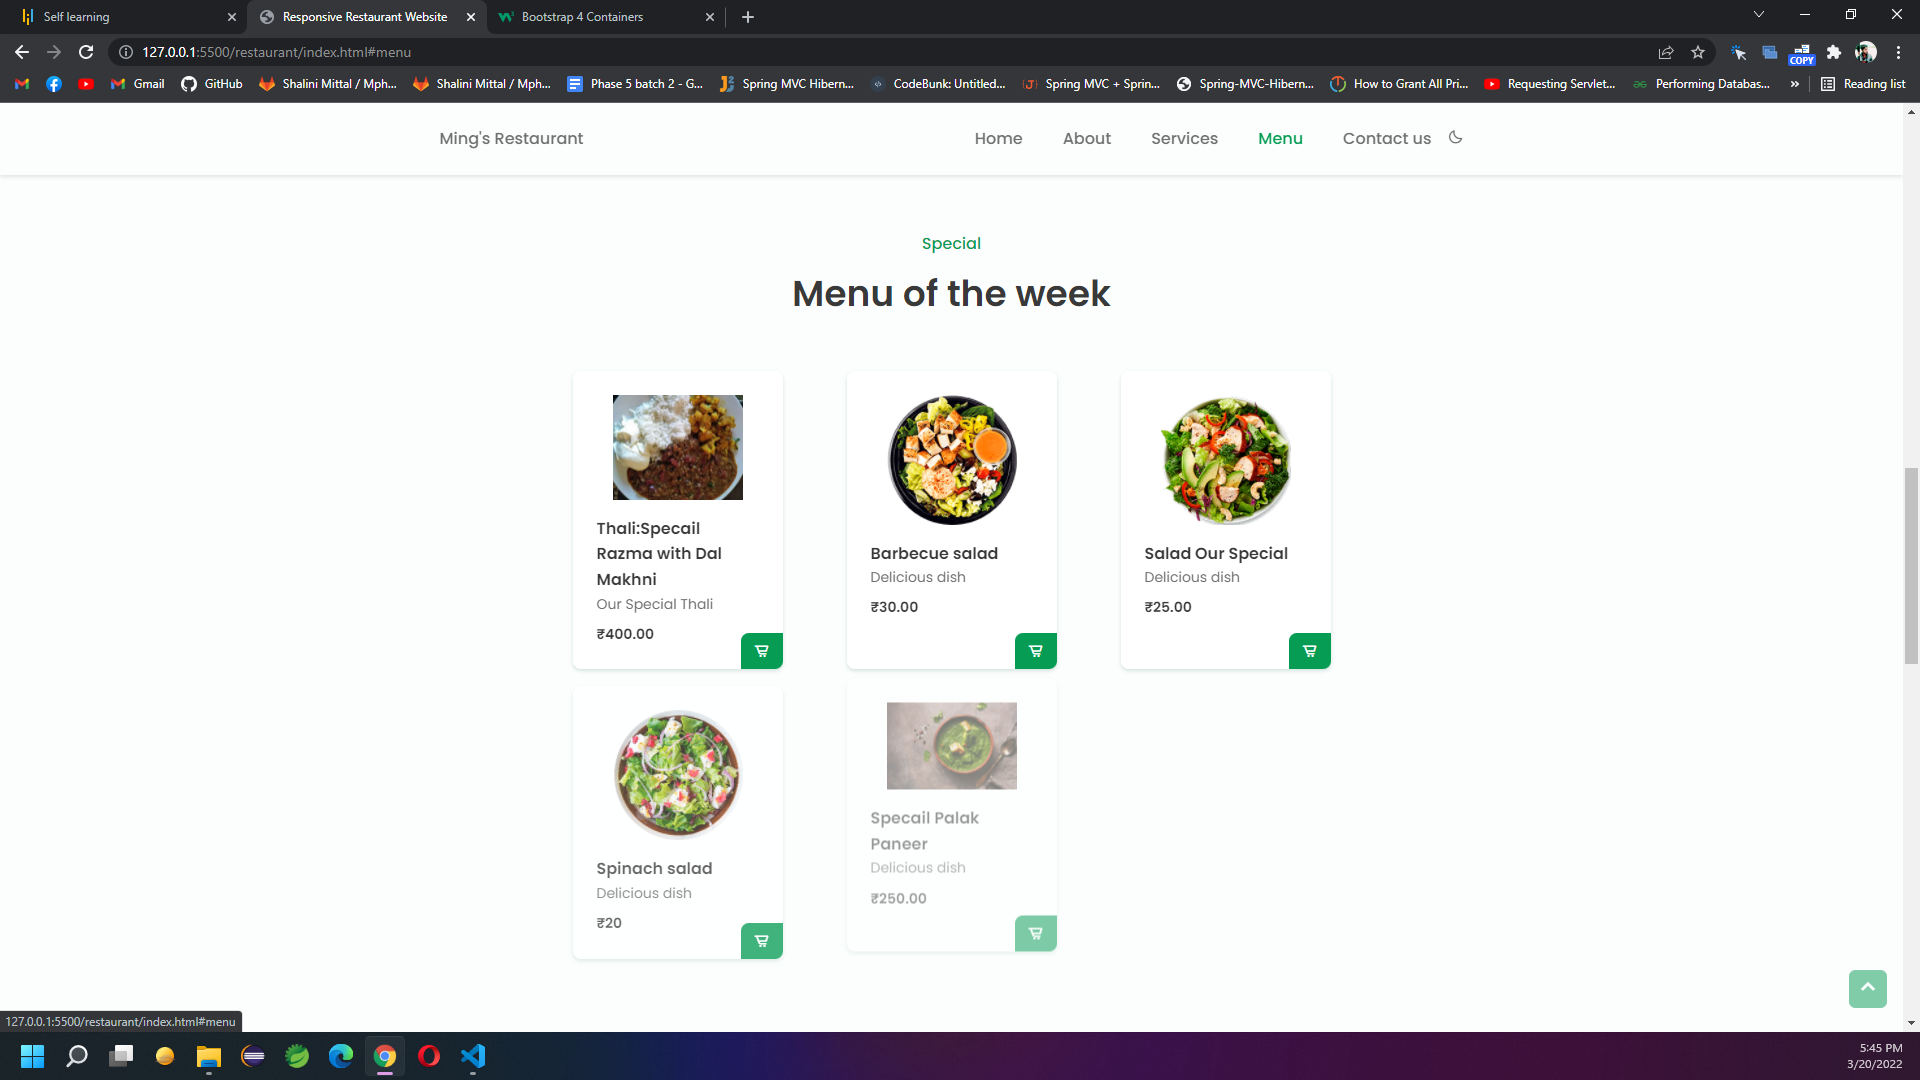 Self learning
Responsive Restaurant Website
Bootstrap 4 Containers
127.0.0.1:5500/restaurant/index.html#menu
COPY
Gmail
GitHub
Shalini Mittal / Mph...
Shalini Mittal / Mph...
Phase 5 batch 2 - G...
Spring MVC Hibern...
CodeBunk: Untitled...
Spring MVC + Sprin...
Spring-MVC-Hibern...
How to Grant All Pri...
Requesting Servlet...
Performing Databas...
»
Reading list
Ming's Restaurant
Home
About
Services
Menu
Contact us
Special
Menu of the week
Thali:Specail
Razma with Dal
Makhni
Our Special Thali
₹400.00
Barbecue salad
Delicious dish
₹30.00
Salad Our Special
Delicious dish
₹25.00
Spinach salad
Delicious dish
₹20
Specail Palak
Paneer
Delicious dish
₹250.00
127.0.0.1:5500/restaurant/index.html#menu
5:45 PM
3/20/2022